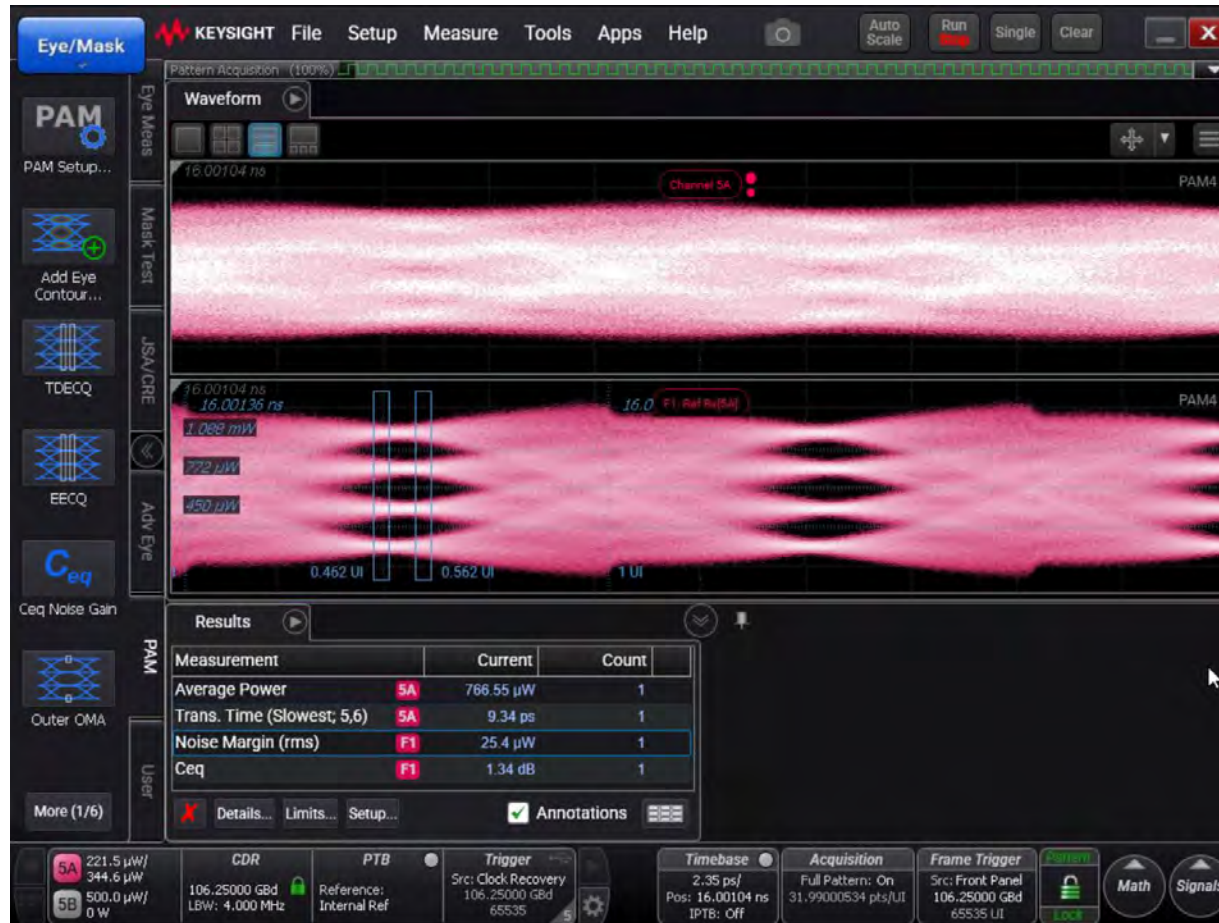 Eye/Mask
KEYSIGHT File Setup Measure Tools Apps Help
Auto Scale
Run Stop
Single
Clear
Pattern Acquisition (100%)
Waveform
PAM
PAM Setup...
Add Eye
Contour...
TDECQ
EECQ
Ceq
Ceq Noise Gain
Outer OMA
More (1/6)
Eye Meas
Mask Test
JSA/CRE
Adv Eye
PAM
User
16.00104 ns
Channel 5A
PAM4
16.00104 ns
16.00136 ns
16.0
F1: Ref Rx[5A]
PAM4
1.088 mW
772 µW
450 µW
0.462 UI
0.562 UI
1 UI
Results
Measurement Current Count
Average Power 5A 766.55 µW 1
Trans. Time (Slowest; 5,6) 5A 9.34 ps 1
Noise Margin (rms) F1 25.4 µW 1
Ceq F1 1.34 dB 1
Details... Limits... Setup... Annotations
5A 221.5 µW/
344.6 µW
5B 500.0 µW/
0 W
CDR
106.25000 GBd
LBW: 4.000 MHz
PTB
Reference:
Internal Ref
Trigger
Src: Clock Recovery
106.25000 GBd
65535
5
Timebase
2.35 ps/
Pos: 16.00104 ns
IPTB: Off
Acquisition
Full Pattern: On
31.99000534 pts/UI
Frame Trigger
Src: Front Panel
106.25000 GBd
65535 UI
Pattern
Lock
Math
Signals